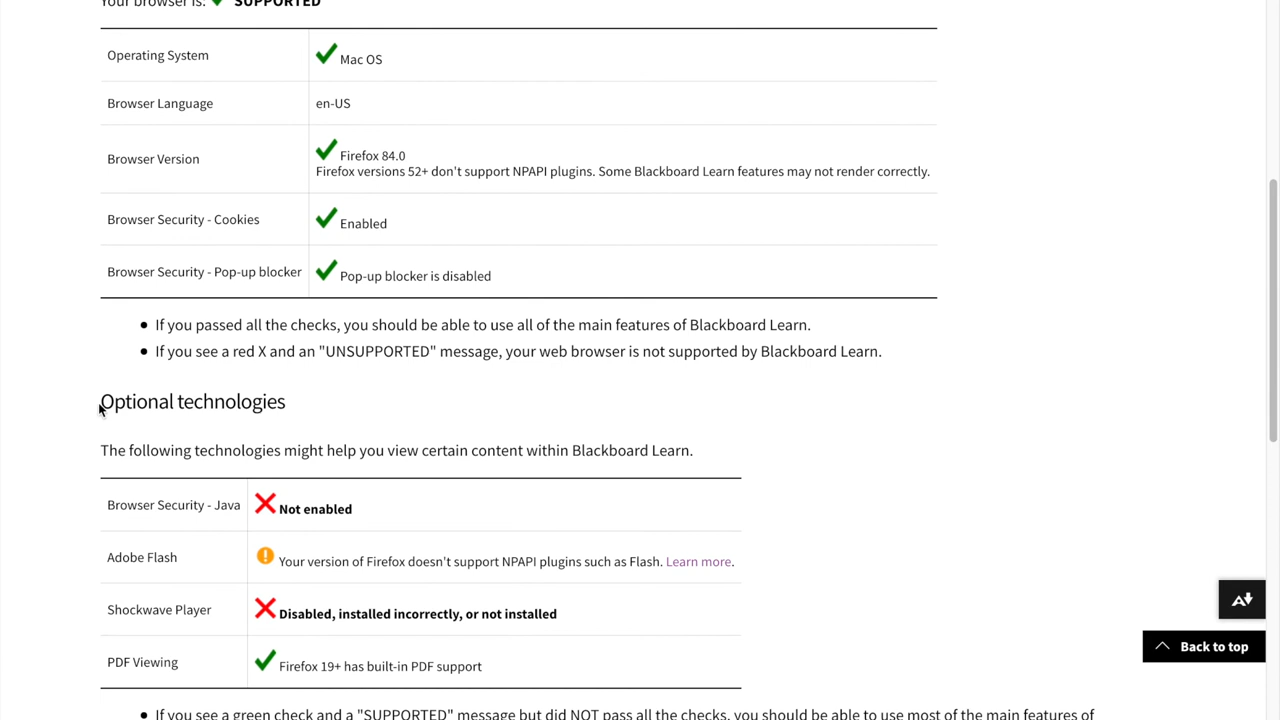 Your browser is: SUPPORTED
Operating System Mac OS
Browser Language en-US
Browser Version Firefox 84.0
Firefox versions 52+ don't support NPAPI plugins. Some Blackboard Learn features may not render correctly.
Browser Security - Cookies Enabled
Browser Security - Pop-up blocker Pop-up blocker is disabled
• If you passed all the checks, you should be able to use all of the main features of Blackboard Learn.
• If you see a red X and an "UNSUPPORTED" message, your web browser is not supported by Blackboard Learn.
Optional technologies
The following technologies might help you view certain content within Blackboard Learn.
Browser Security - Java Not enabled
Adobe Flash Your version of Firefox doesn't support NPAPI plugins such as Flash. Learn more.
Shockwave Player Disabled, installed incorrectly, or not installed
PDF Viewing Firefox 19+ has built-in PDF support
A
Back to top
• If you see a green check and a "SUPPORTED" message but did NOT pass all the checks, you should be able to use most of the main features of